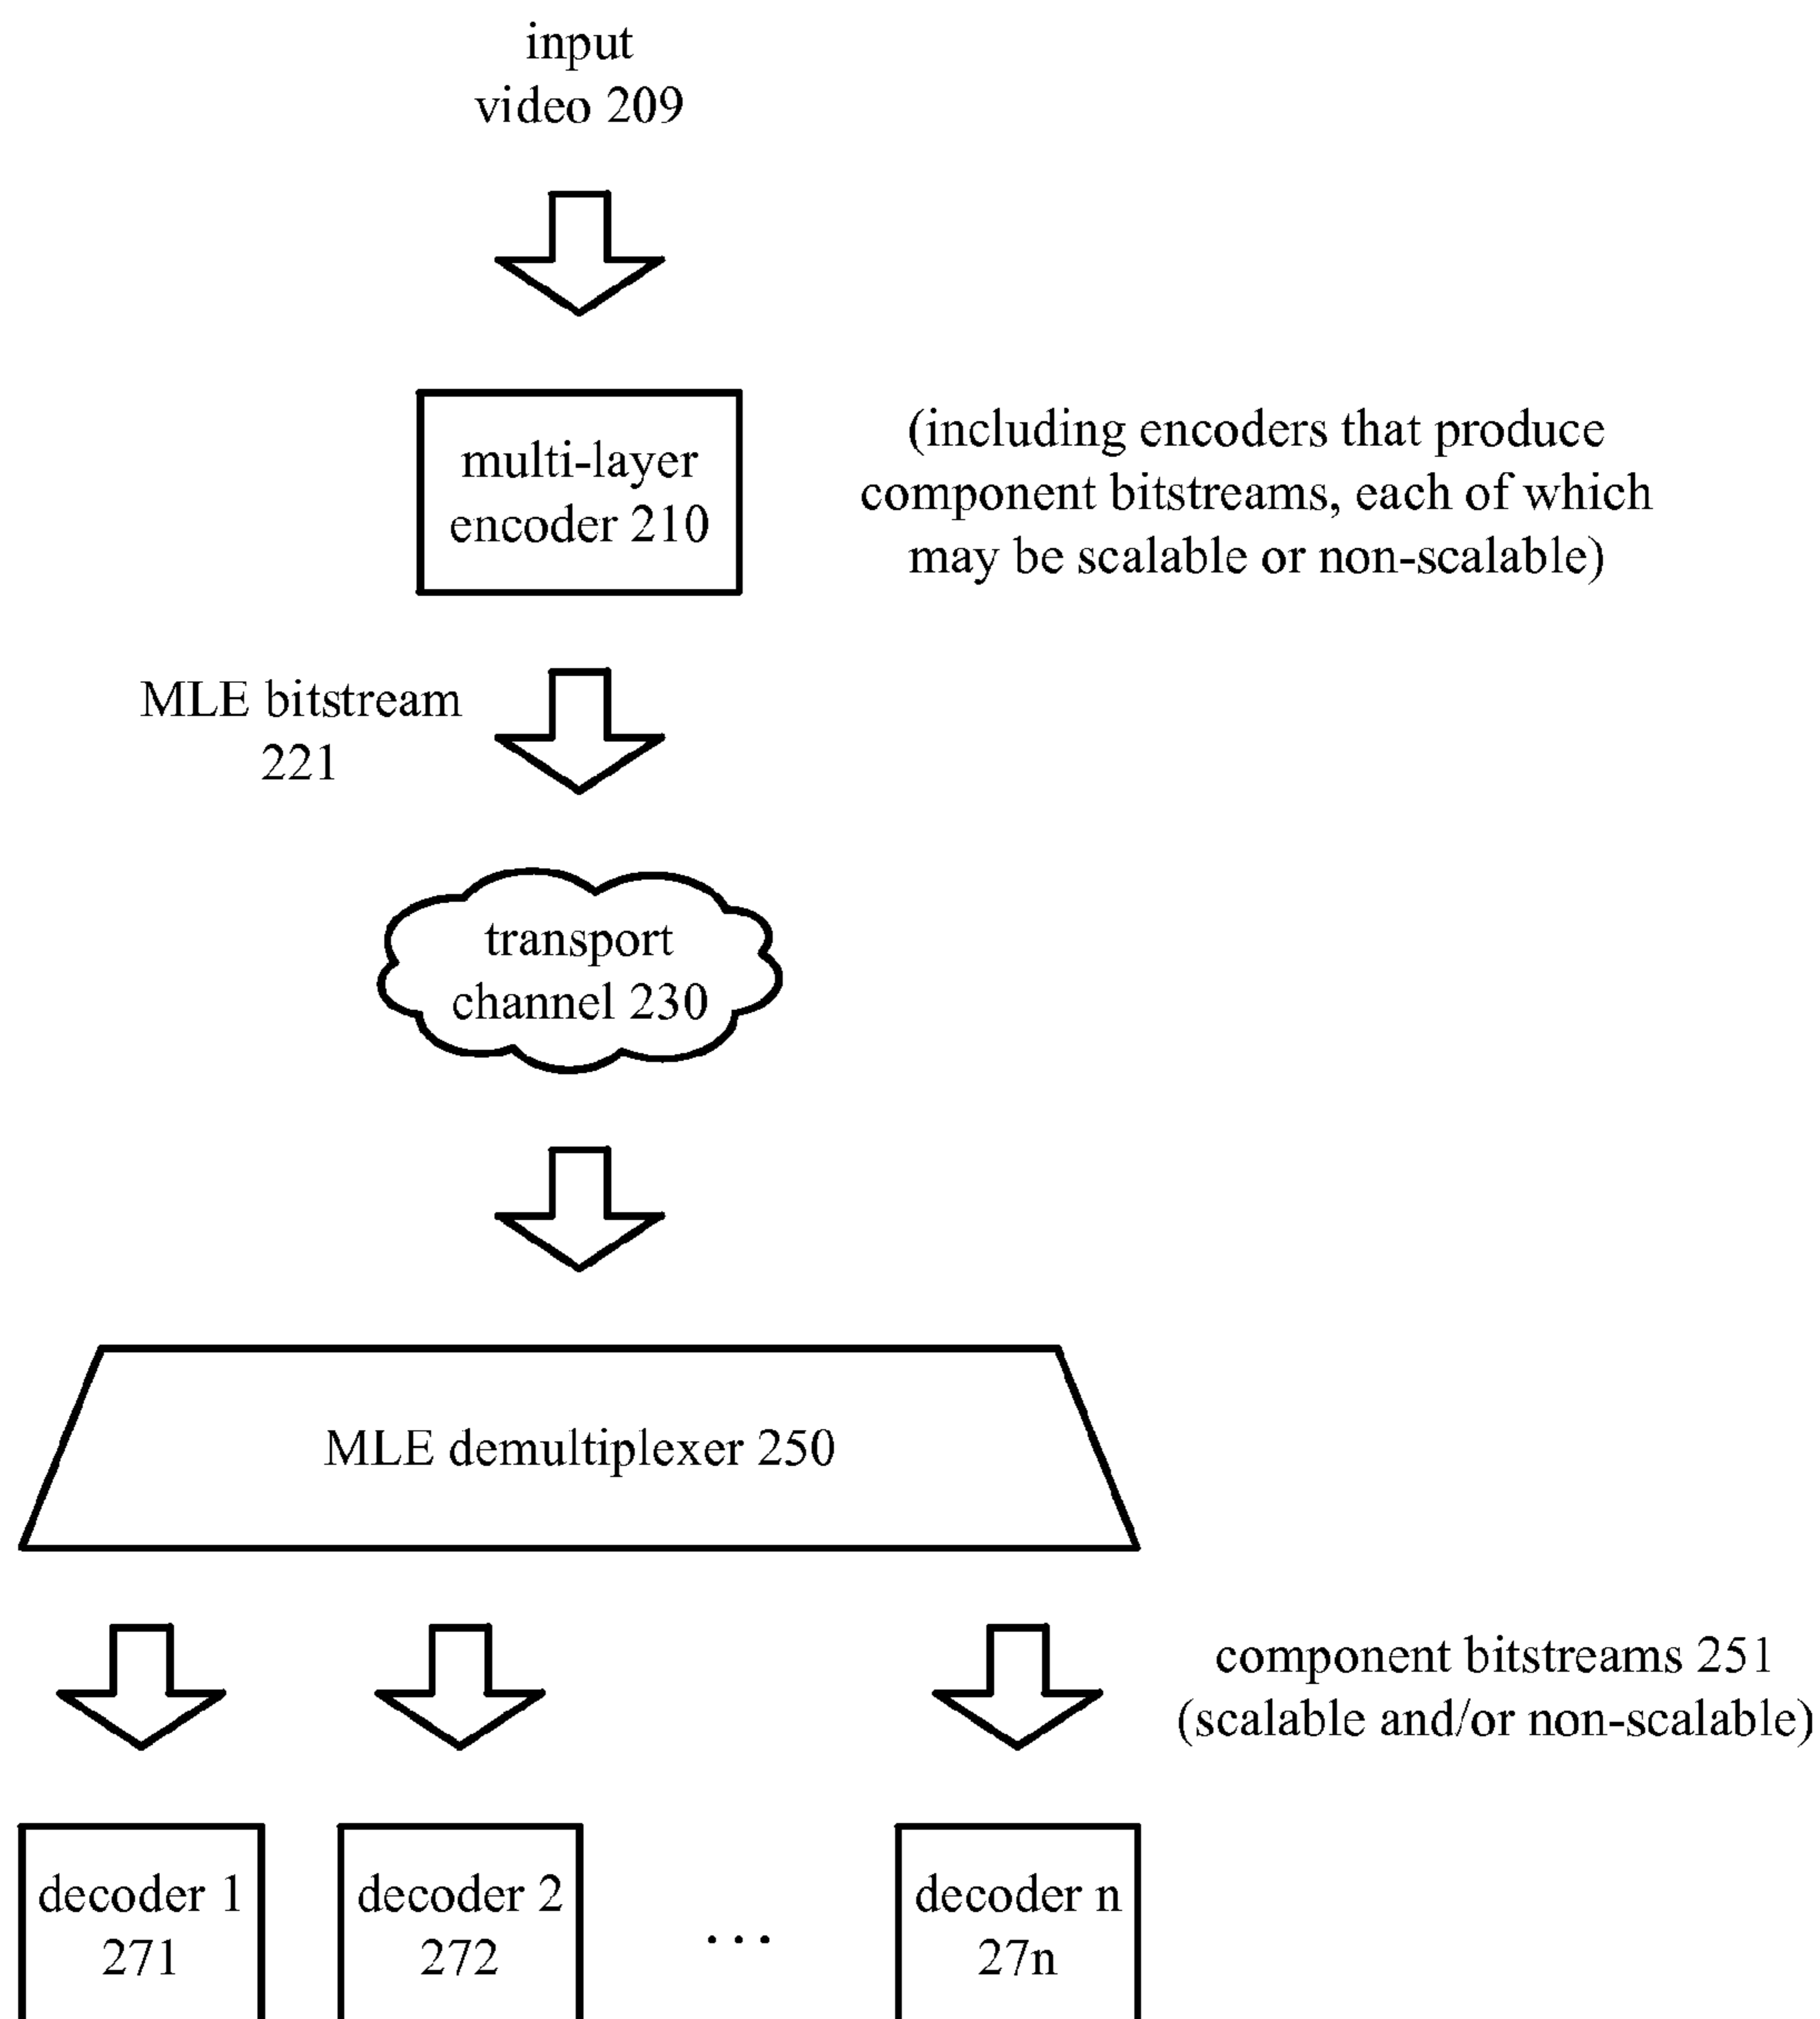 input
video 209
multi-layer
encoder 210
(including encoders that produce
component bitstreams, each of which
may be scalable or non-scalable)
MLE bitstream
221
transport
channel 230
MLE demultiplexer 250
component bitstreams 251
(scalable and/or non-scalable)
decoder 1
271
decoder 2
272
...
decoder n
27n